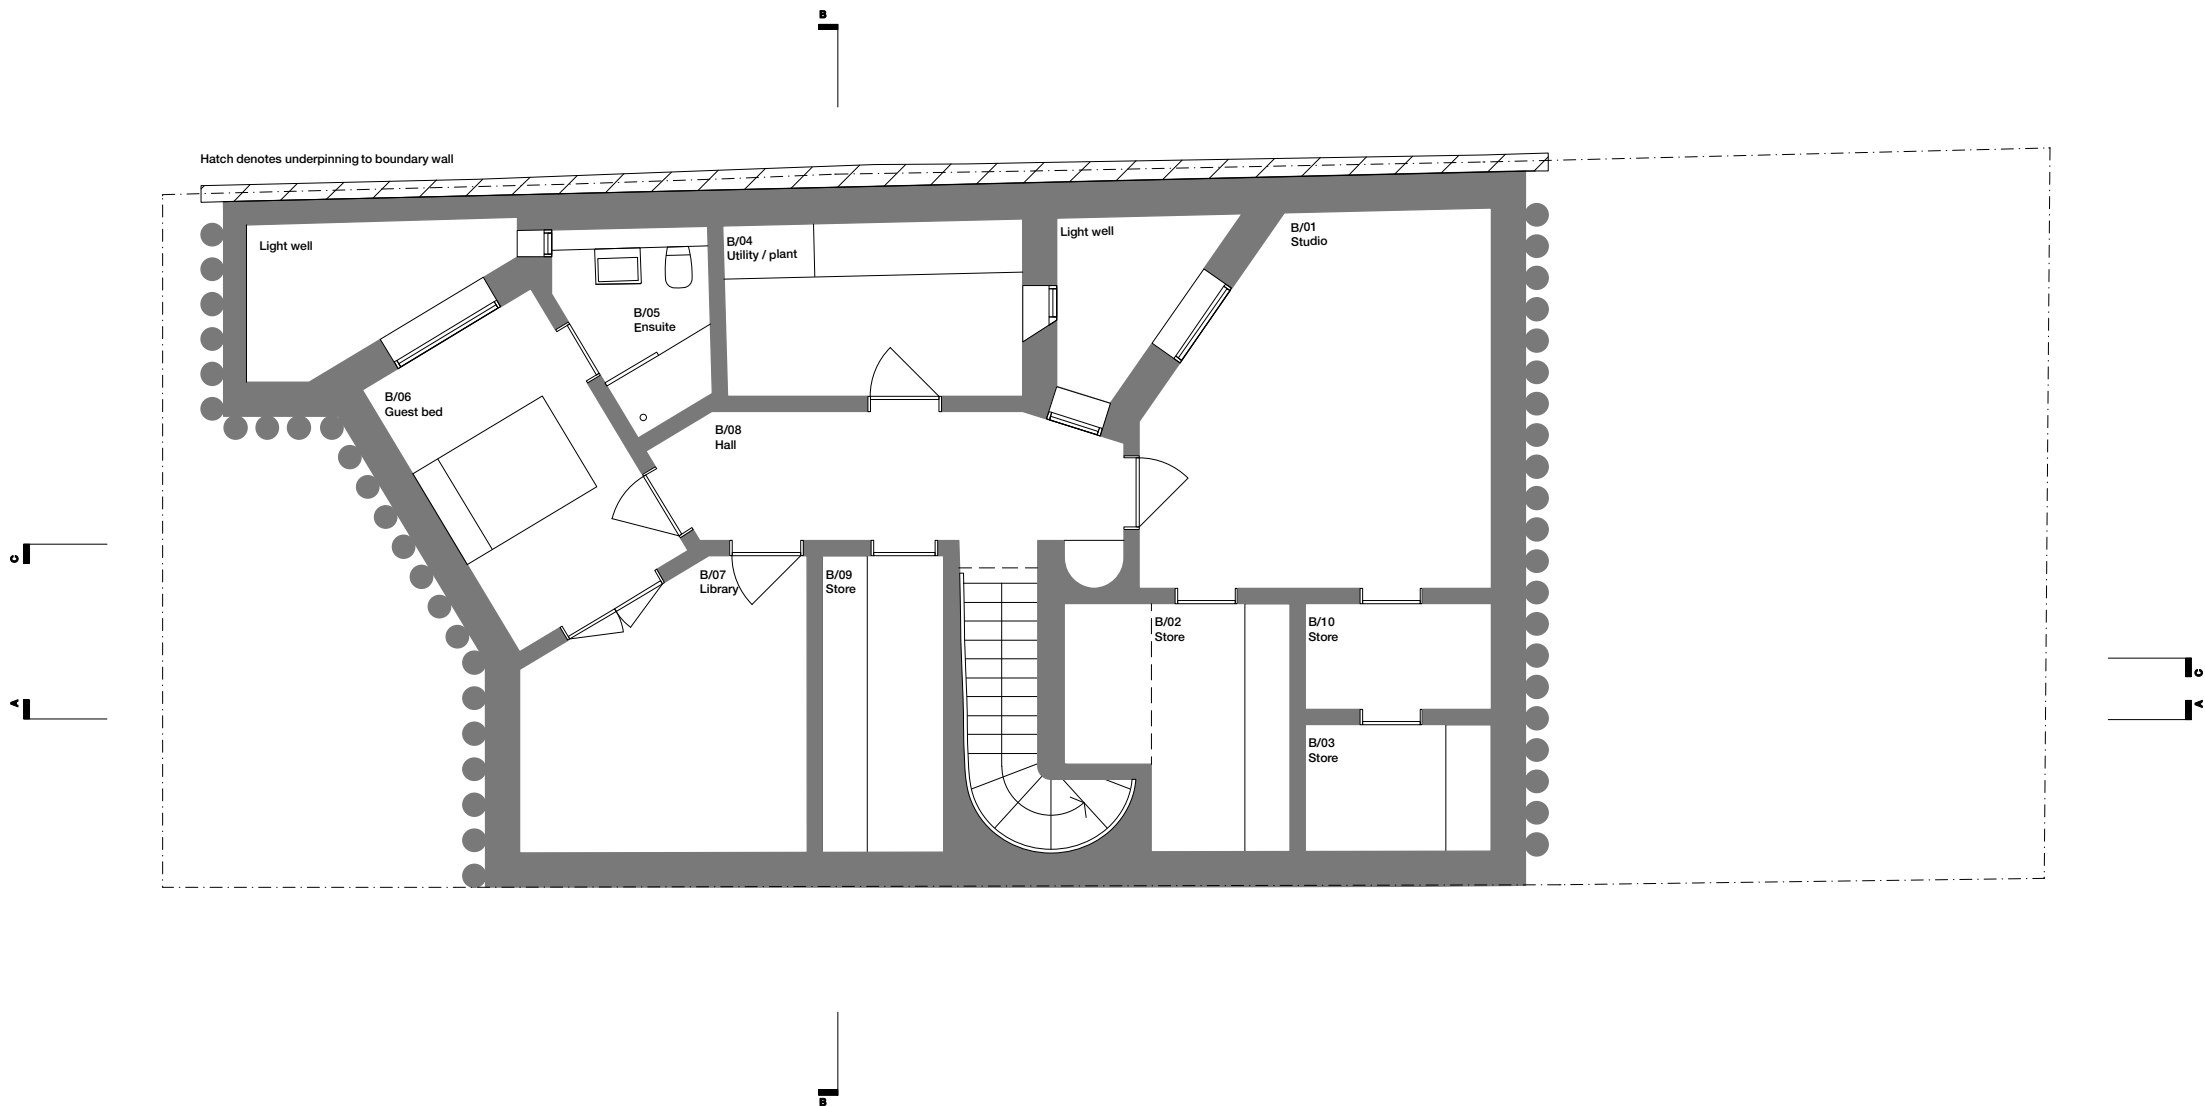 B
Hatch denotes underpinning to boundary wall
Light well
B/04
Utility / plant
Light well
B/01
Studio
B/05
Ensuite
B/06
Guest bed
B/08
Hall
C
B/07
Library
B/09
Store
B/02
Store
B/10
Store
C
A
A
B/03
Store
B